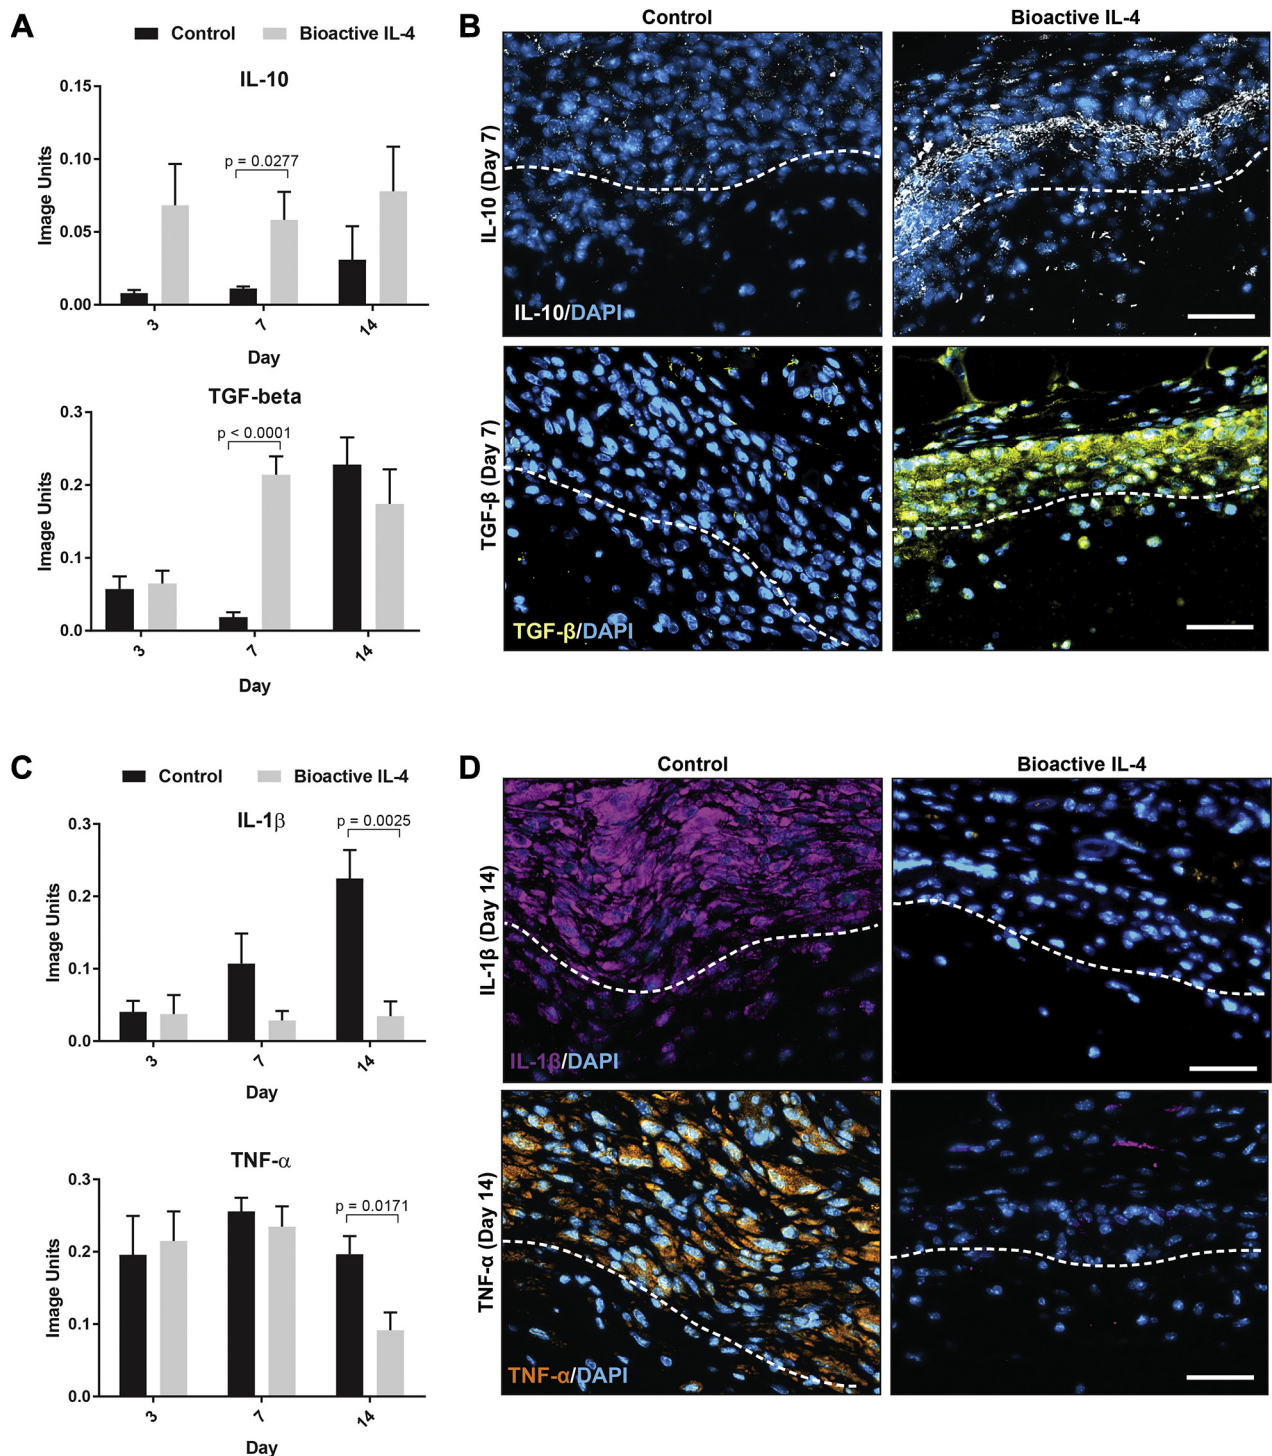 A
Control Bioactive IL-4
IL-10
0.15
0.10
0.05
0.00
Image Units
p = 0.0277
3 7 14
Day
TGF-beta
0.3
0.2
0.1
0.0
Image Units
p < 0.0001
3 7 14
Day
B
Control Bioactive IL-4
IL-10 (Day 7)
IL-10/DAPI
TGF-β (Day 7)
TGF-β/DAPI
C
Control Bioactive IL-4
IL-1β
0.3
0.2
0.1
0.0
Image Units
p = 0.0025
3 7 14
Day
TNF-α
0.3
0.2
0.1
0.0
Image Units
p = 0.0171
3 7 14
Day
D
Control Bioactive IL-4
IL-1β (Day 14)
IL-1β/DAPI
TNF-α (Day 14)
TNF-α/DAPI